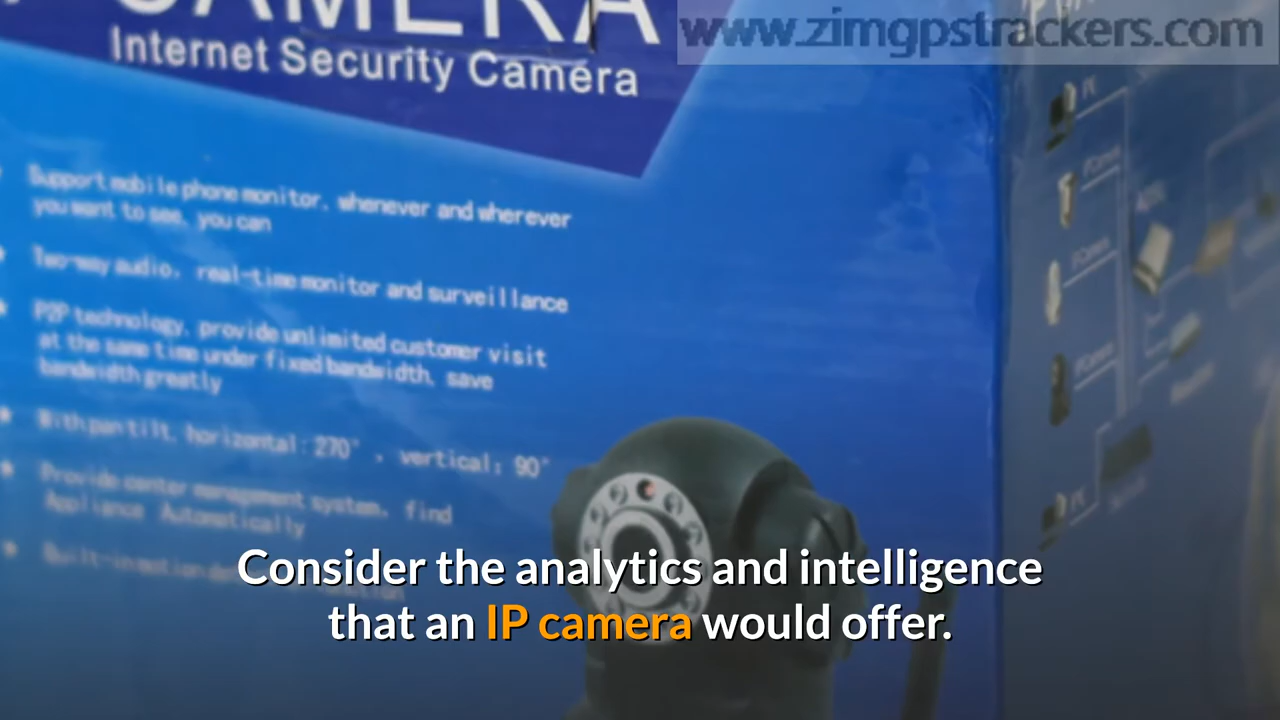 CAMERA
www.zimgpstrackers.com
Internet Security Camera
Support mobile phone monitor, whenever and wherever
you want to see, you can
Two-way audio, real-time monitor and surveillance
P2P technology, provide unlimited customer visit
at the same time under fixed bandwidth, save
bandwidth greatly
With pan tilt, horizontal: 270°, vertical: 90°
Provide center management system, find
Appliance Automatically
Built-in motion
Consider the analytics and intelligence
that an IP camera would offer.